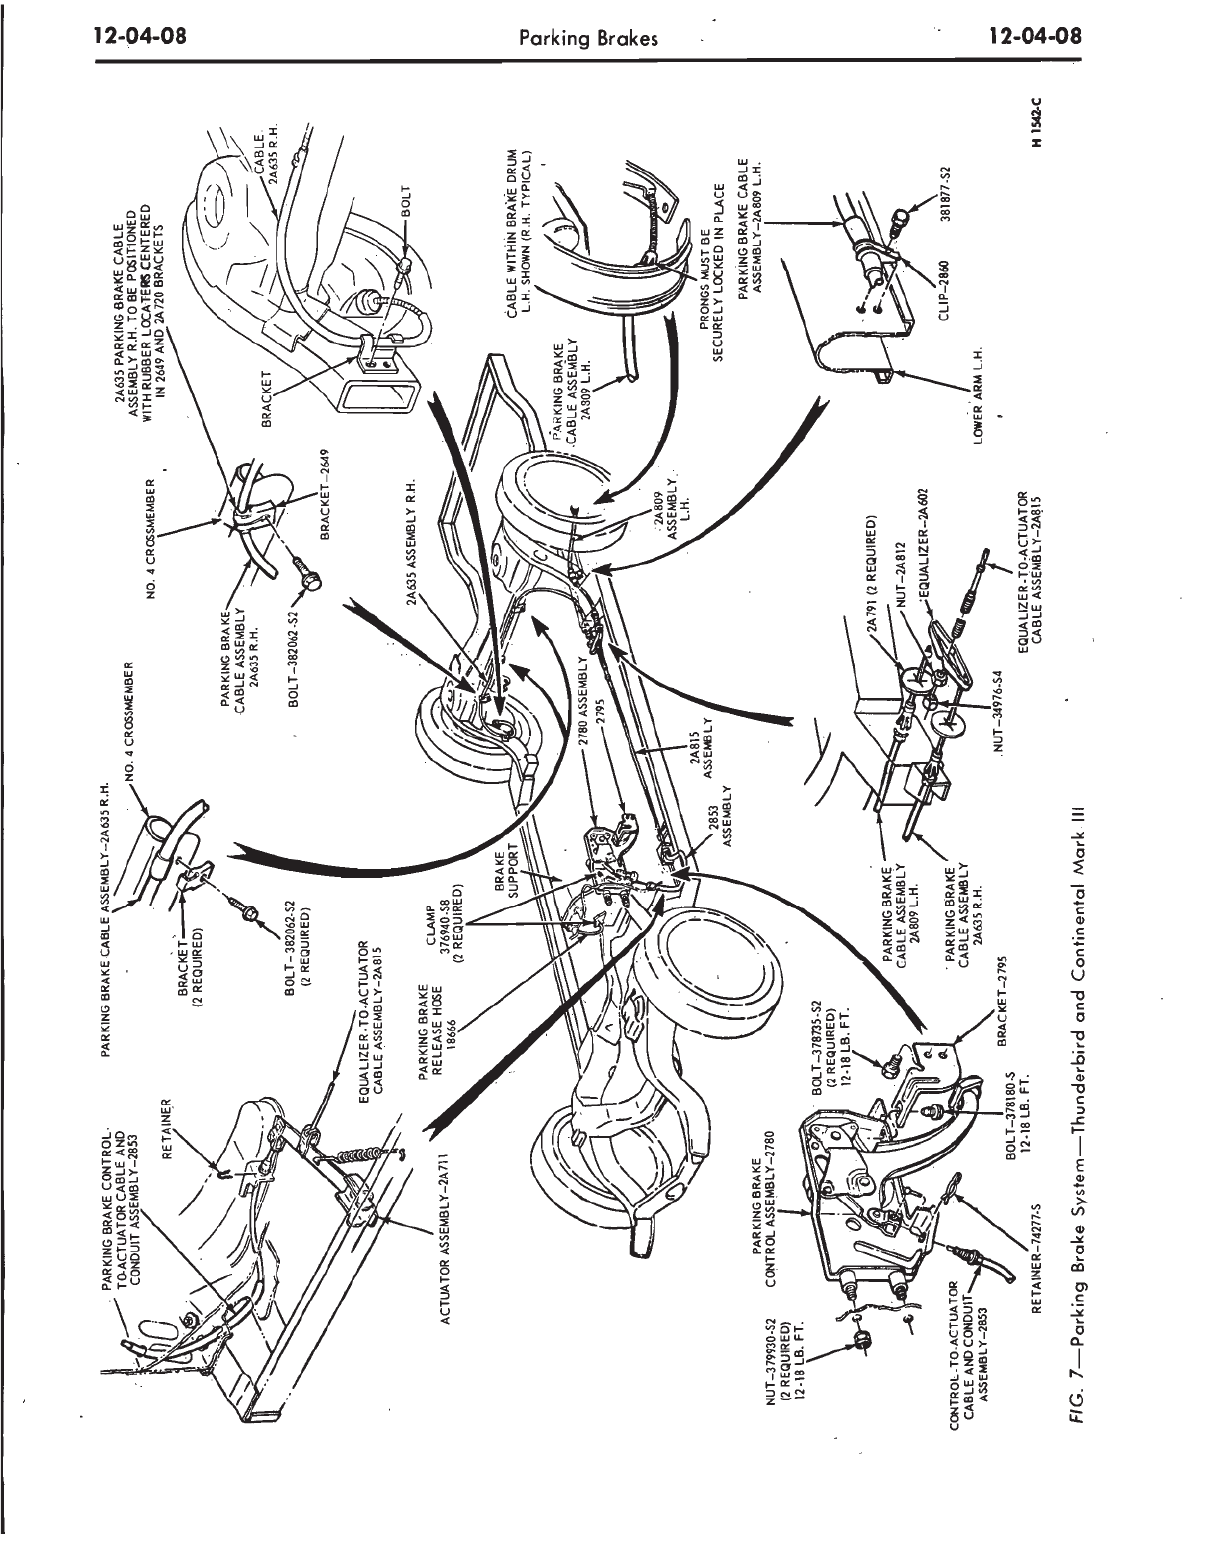 12-04-08
Parking Brakes
12-04-08
2A635 PARKING BRAKE CABLE
ASSEMBLY R.H. TO BE POSITIONED
WITH RUBBER LOCATERS CENTERED
IN 2649 AND 2A720 BRACKETS
CABLE
2A635 R.H.
BOLT
BRACKET
NO. 4 CROSSMEMBER
BRACKET-2649
PARKING BRAKE
CABLE ASSEMBLY
2A635 R.H.
BOLT-382062-S2
2A635 ASSEMBLY R.H.
NO. 4 CROSSMEMBER
PARKING BRAKE CABLE ASSEMBLY-2A635 R.H.
BRACKET
(2 REQUIRED)
BOLT-382062-S2
(2 REQUIRED)
PARKING BRAKE CONTROL-
TO-ACTUATOR CABLE AND
CONDUIT ASSEMBLY-2853
RETAINER
EQUALIZER-TO-ACTUATOR
CABLE ASSEMBLY-2A815
ACTUATOR ASSEMBLY-2A711
PARKING BRAKE
RELEASE HOSE
18666
CLAMP
376940-S8
(2 REQUIRED)
BRAKE
SUPPORT
2780 ASSEMBLY
2795
2A815
ASSEMBLY
2853
ASSEMBLY
2A809
ASSEMBLY
L.H.
CABLE WITHIN BRAKE DRUM
L.H. SHOWN (R.H. TYPICAL)
PARKING BRAKE
CABLE ASSEMBLY
2A809 L.H.
PRONGS MUST BE
SECURELY LOCKED IN PLACE
PARKING BRAKE CABLE
ASSEMBLY-2A809 L.H.
381877-S2
CLIP-2860
LOWER ARM L.H.
H 1542-C
2A791 (2 REQUIRED)
NUT-2A812
EQUALIZER-2A602
EQUALIZER-TO-ACTUATOR
CABLE ASSEMBLY-2A815
NUT-34976-S4
PARKING BRAKE
CABLE ASSEMBLY
2A809 L.H.
PARKING BRAKE
CABLE ASSEMBLY
2A635 R.H.
BOLT-378735-S2
(2 REQUIRED)
12-18 LB. FT.
BRACKET-2795
BOLT-378180-S
12-18 LB. FT.
PARKING BRAKE
CONTROL ASSEMBLY-2780
RETAINER-74277-S
NUT-379930-S2
(2 REQUIRED)
12-18 LB. FT.
CONTROL-TO-ACTUATOR
CABLE AND CONDUIT
ASSEMBLY-2853
FIG. 7—Parking Brake System—Thunderbird and Continental Mark III